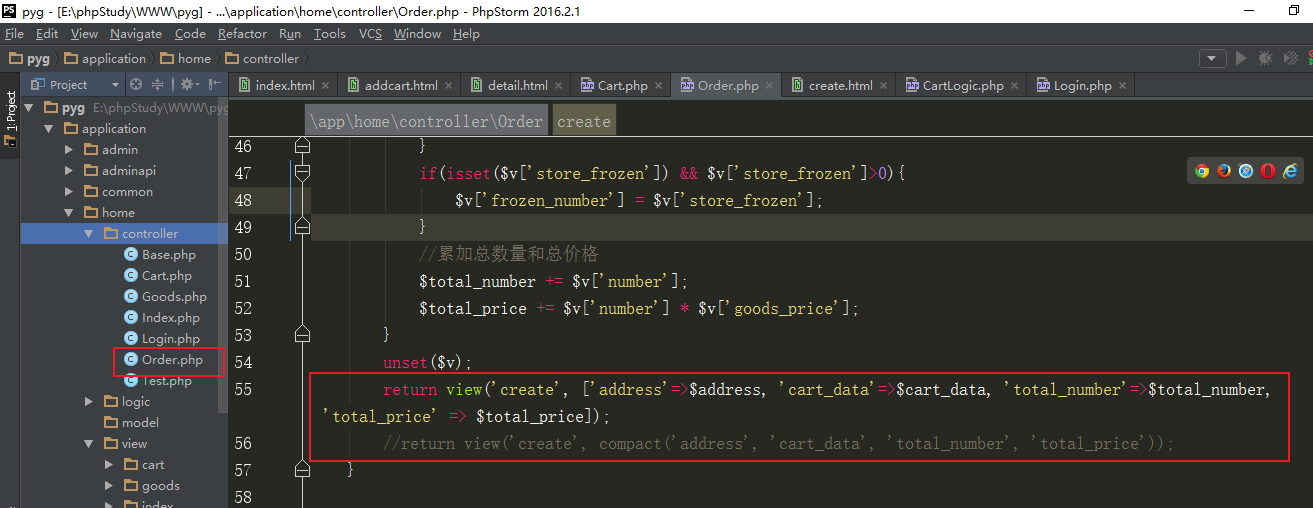 pyg - [E:\phpStudy\WWW\pyg] - ...\application\home\controller\Order.php - PhpStorm 2016.2.1
File Edit View Navigate Code Refactor Run Tools VCS Window Help
pyg application home controller
Project
index.html addcart.html detail.html Cart.php Order.php create.html CartLogic.php Login.php
1: Project
pyg E:\phpStudy\WWW\pyg
application
admin
adminapi
common
home
controller
Base.php
Cart.php
Goods.php
Index.php
Login.php
Order.php
Test.php
logic
model
view
cart
goods
index
\app\home\controller\Order create
46 }
47 if(isset($v['store_frozen']) && $v['store_frozen']>0){
48 $v['frozen_number'] = $v['store_frozen'];
49 }
50 //累加总数量和总价格
51 $total_number += $v['number'];
52 $total_price += $v['number'] * $v['goods_price'];
53 }
54 unset($v);
55 return view('create', ['address'=>$address, 'cart_data'=>$cart_data, 'total_number'=>$total_number,
'total_price' => $total_price]);
56 //return view('create', compact('address', 'cart_data', 'total_number', 'total_price'));
57 }
58